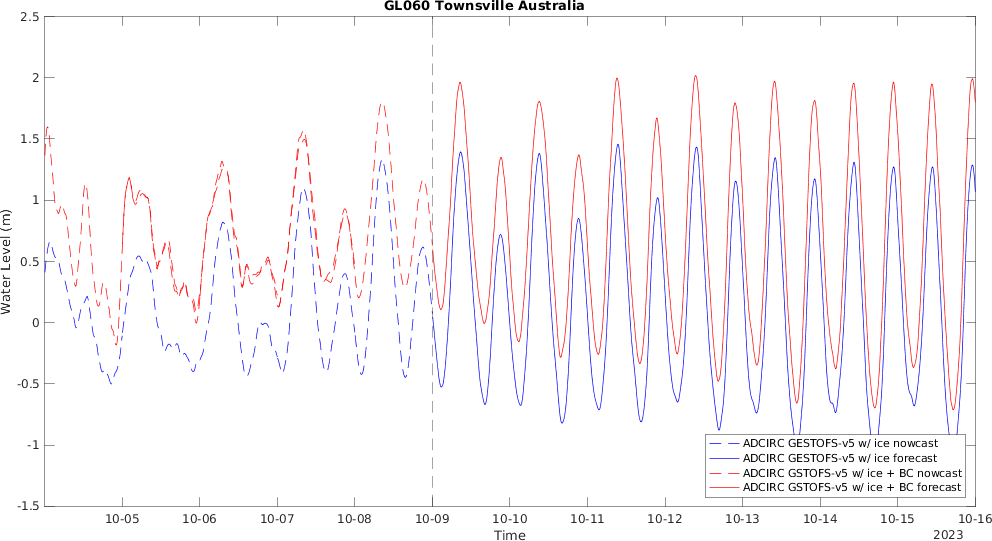 GL060 Townsville Australia
2.5
2
1.5
1
0.5
0
-0.5
-1
-1.5
Water Level (m)
ADCIRC GESTOFS-v5 w/ ice nowcast
ADCIRC GESTOFS-v5 w/ ice forecast
ADCIRC GSTOFS-v5 w/ ice + BC nowcast
ADCIRC GSTOFS-v5 w/ ice + BC forecast
10-05 10-06 10-07 10-08 10-09 10-10 10-11 10-12 10-13 10-14 10-15 10-16
Time
2023